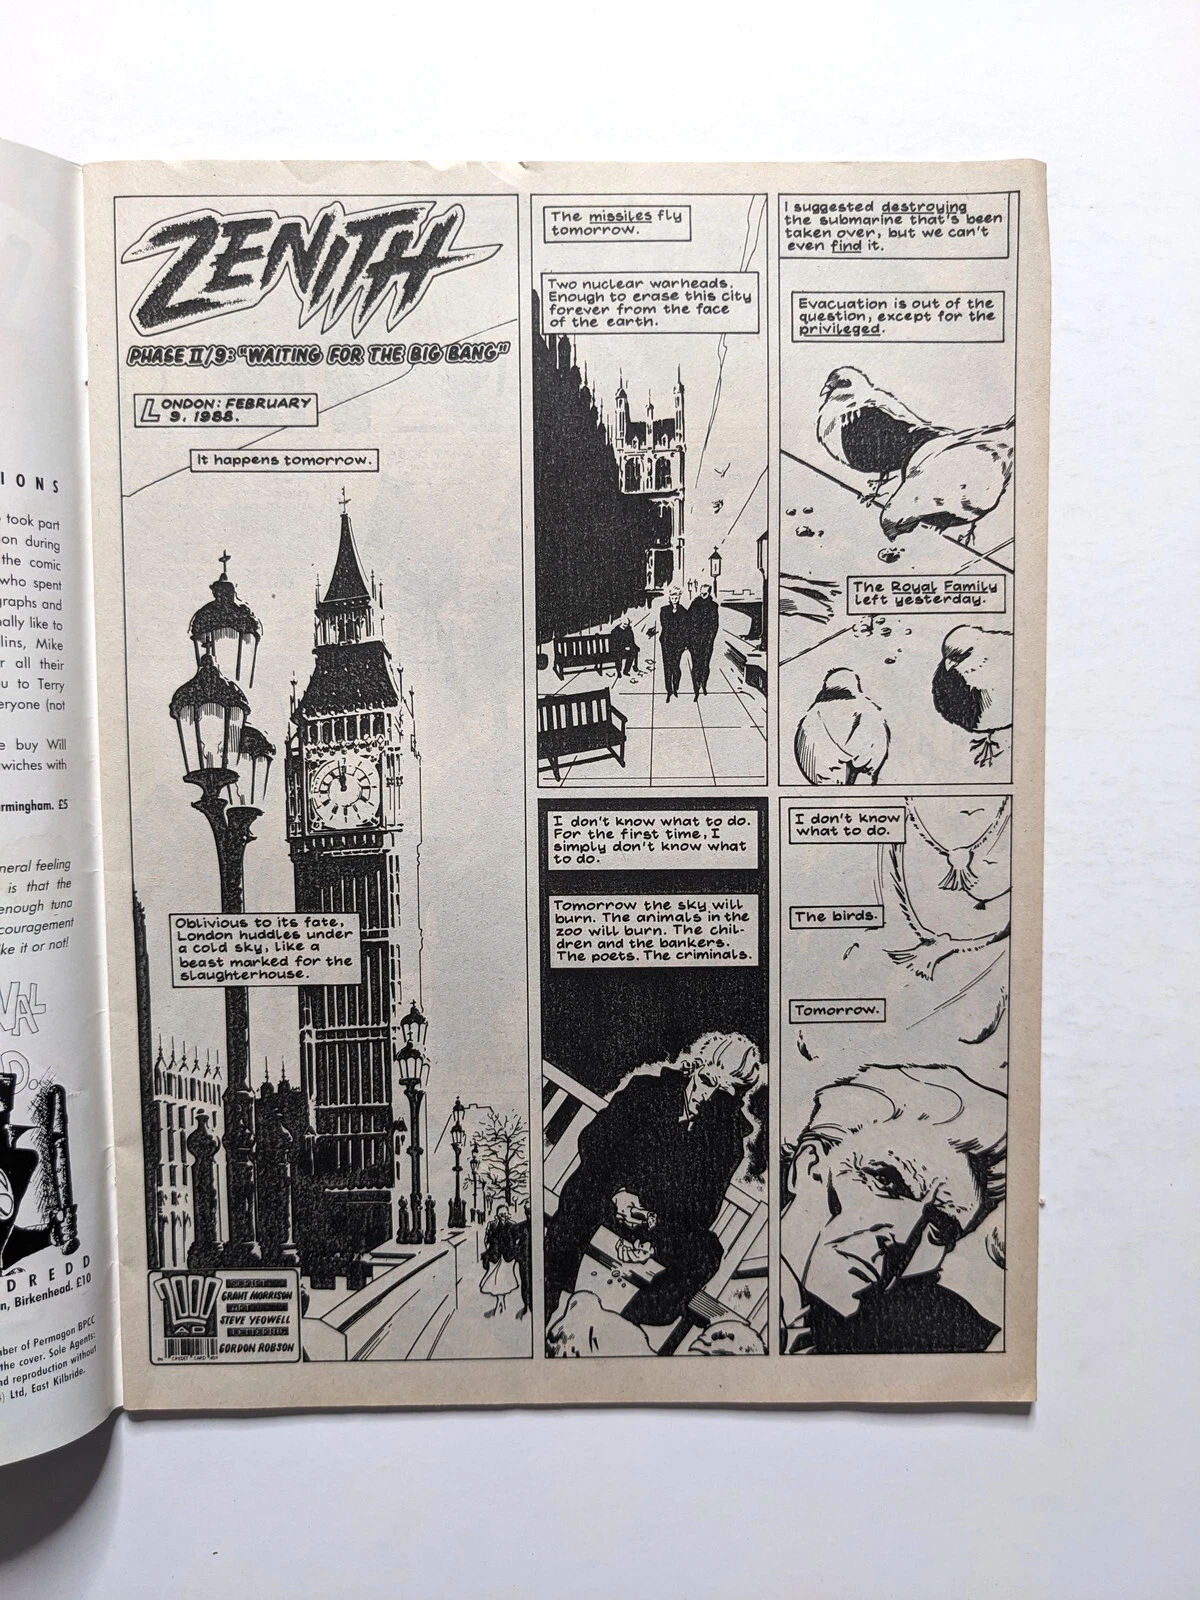 IONS
took part
on during
the comic
who spent
graphs and
nally like to
lins, Mike
r all their
u to Terry
eryone (not
e buy Will
wiches with
rmingham. £5
neral feeling
is that the
enough tuna
couragement
ike it or not!
VAL
D.
DREDD
n, Birkenhead. £10
mber of Permagon BPCC
the cover. Sole Agents:
nd reproduction without
) Ltd, East Kilbride.
ZENITH
PHASE II/9: "WAITING FOR THE BIG BANG"
LONDON: FEBRUARY
9, 1988.
It happens tomorrow.
Oblivious to its fate,
London huddles under
a cold sky, like a
beast marked for the
slaughterhouse.
2000
AD
CREDIT CARD
SCRIPT
GRANT MORRISON
ART
STEVE YEOWELL
LETTERING
GORDON ROBSON
The missiles fly
tomorrow.
Two nuclear warheads.
Enough to erase this city
forever from the face
of the earth.
I suggested destroying
the submarine that's been
taken over, but we can't
even find it.
Evacuation is out of the
question, except for the
privileged.
The Royal Family
left yesterday.
I don't know what to do.
For the first time, I
simply don't know what
to do.
Tomorrow the sky will
burn. The animals in the
zoo will burn. The chil-
dren and the bankers.
The poets. The criminals.
I don't know
what to do.
The birds.
Tomorrow.